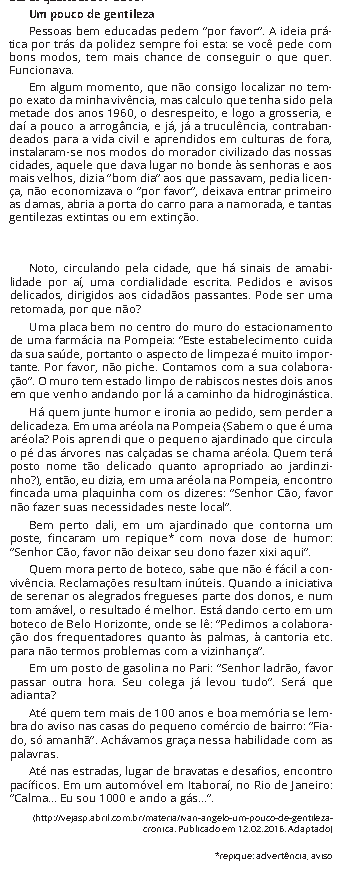 Um pouco de gentileza
Pessoas bem educadas pedem “por favor”. A ideia prá-
tica por trás da polidez sempre foi esta: se você pede com
bons modos, tem mais chance de conseguir o que quer.
Funcionava.
Em algum momento, que não consigo localizar no tem-
po exato da minha vivência, mas calculo que tenha sido pela
metade dos anos 1960, o desrespeito, e logo a grosseria, e
daí a pouco a arrogância, e já, já a truculência, contraban-
deados para a vida civil e aprendidos em culturas de fora,
instalaram-se nos modos do morador civilizado das nossas
cidades, aquele que dava lugar no bonde às senhoras e aos
mais velhos, dizia “bom dia” aos que passavam, pedia licen-
ça, não economizava o “por favor”, deixava entrar primeiro
as damas, abria a porta do carro para a namorada, e tantas
gentilezas extintas ou em extinção.
Noto, circulando pela cidade, que há sinais de amabi-
lidade por aí, uma cordialidade escrita. Pedidos e avisos
delicados, dirigidos aos cidadãos passantes. Pode ser uma
retomada, por que não?
Uma placa bem no centro do muro do estacionamento
de uma farmácia na Pompeia: “Este estabelecimento cuida
da sua saúde, portanto o aspecto de limpeza é muito impor-
tante. Por favor, não piche. Contamos com a sua colabora-
ção”. O muro tem estado limpo de rabiscos nestes dois anos
em que venho andando por lá a caminho da hidroginástica.
Há quem junte humor e ironia ao pedido, sem perder a
delicadeza. Em uma aréola na Pompeia (Sabem o que é uma
aréola? Pois aprendi que o pequeno ajardinado que circula
o pé das árvores nas calçadas se chama aréola. Quem terá
posto nome tão delicado quanto apropriado ao jardinzi-
nho?), então, eu dizia, em uma aréola na Pompeia, encontro
fincada uma plaquinha com os dizeres: “Senhor Cão, favor
não fazer suas necessidades neste local”.
Bem perto dali, em um ajardinado que contorna um
poste, fincaram um repique* com nova dose de humor:
“Senhor Cão, favor não deixar seu dono fazer xixi aqui”.
Quem mora perto de boteco, sabe que não é fácil a con-
vivência. Reclamações resultam inúteis. Quando a iniciativa
de serenar os alegrados fregueses parte dos donos, e num
tom amável, o resultado é melhor. Está dando certo em um
boteco de Belo Horizonte, onde se lê: “Pedimos a colabora-
ção dos frequentadores quanto às palmas, à cantoria etc.
para não termos problemas com a vizinhança”.
Em um posto de gasolina no Pari: “Senhor ladrão, favor
passar outra hora. Seu colega já levou tudo”. Será que
adianta?
Até quem tem mais de 100 anos e boa memória se lem-
bra do aviso nas casas do pequeno comércio de bairro: “Fia-
do, só amanhã”. Achávamos graça nessa habilidade com as
palavras.
Até nas estradas, lugar de bravatas e desafios, encontro
pacíficos. Em um automóvel em Itaboraí, no Rio de Janeiro:
“Calma... Eu sou 1000 e ando a gás...”.
(http://vejasp.abril.com.br/materia/ivan-angelo-um-pouco-de-gentileza-
cronica. Publicado em 12.02.2016. Adaptado)
*repique: advertência, aviso